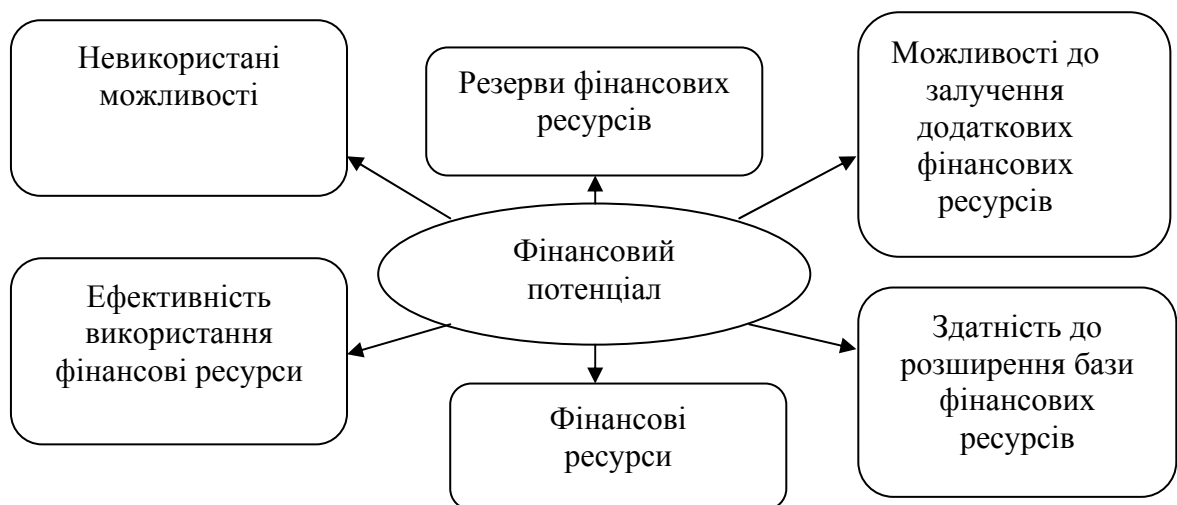 Невикористані
можливості
Резерви фінансових
ресурсів
Можливості до
залучення
додаткових
фінансових
ресурсів
Фінансовий
потенціал
Ефективність
використання
фінансові ресурси
Фінансові
ресурси
Здатність до
розширення бази
фінансових
ресурсів